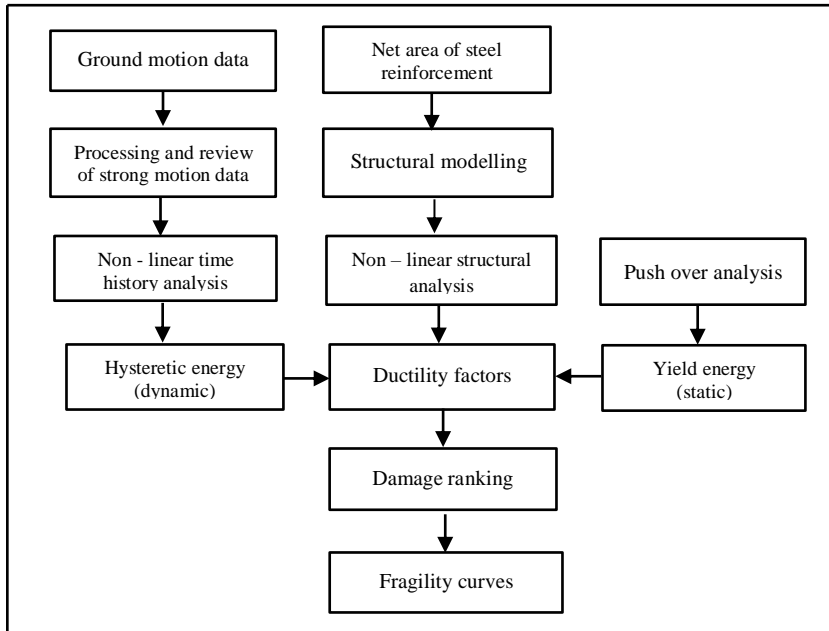 Ground motion data
Net area of steel
reinforcement
Processing and review
of strong motion data
Structural modelling
Non - linear time
history analysis
Non – linear structural
analysis
Push over analysis
Hysteretic energy
(dynamic)
Ductility factors
Yield energy
(static)
Damage ranking
Fragility curves